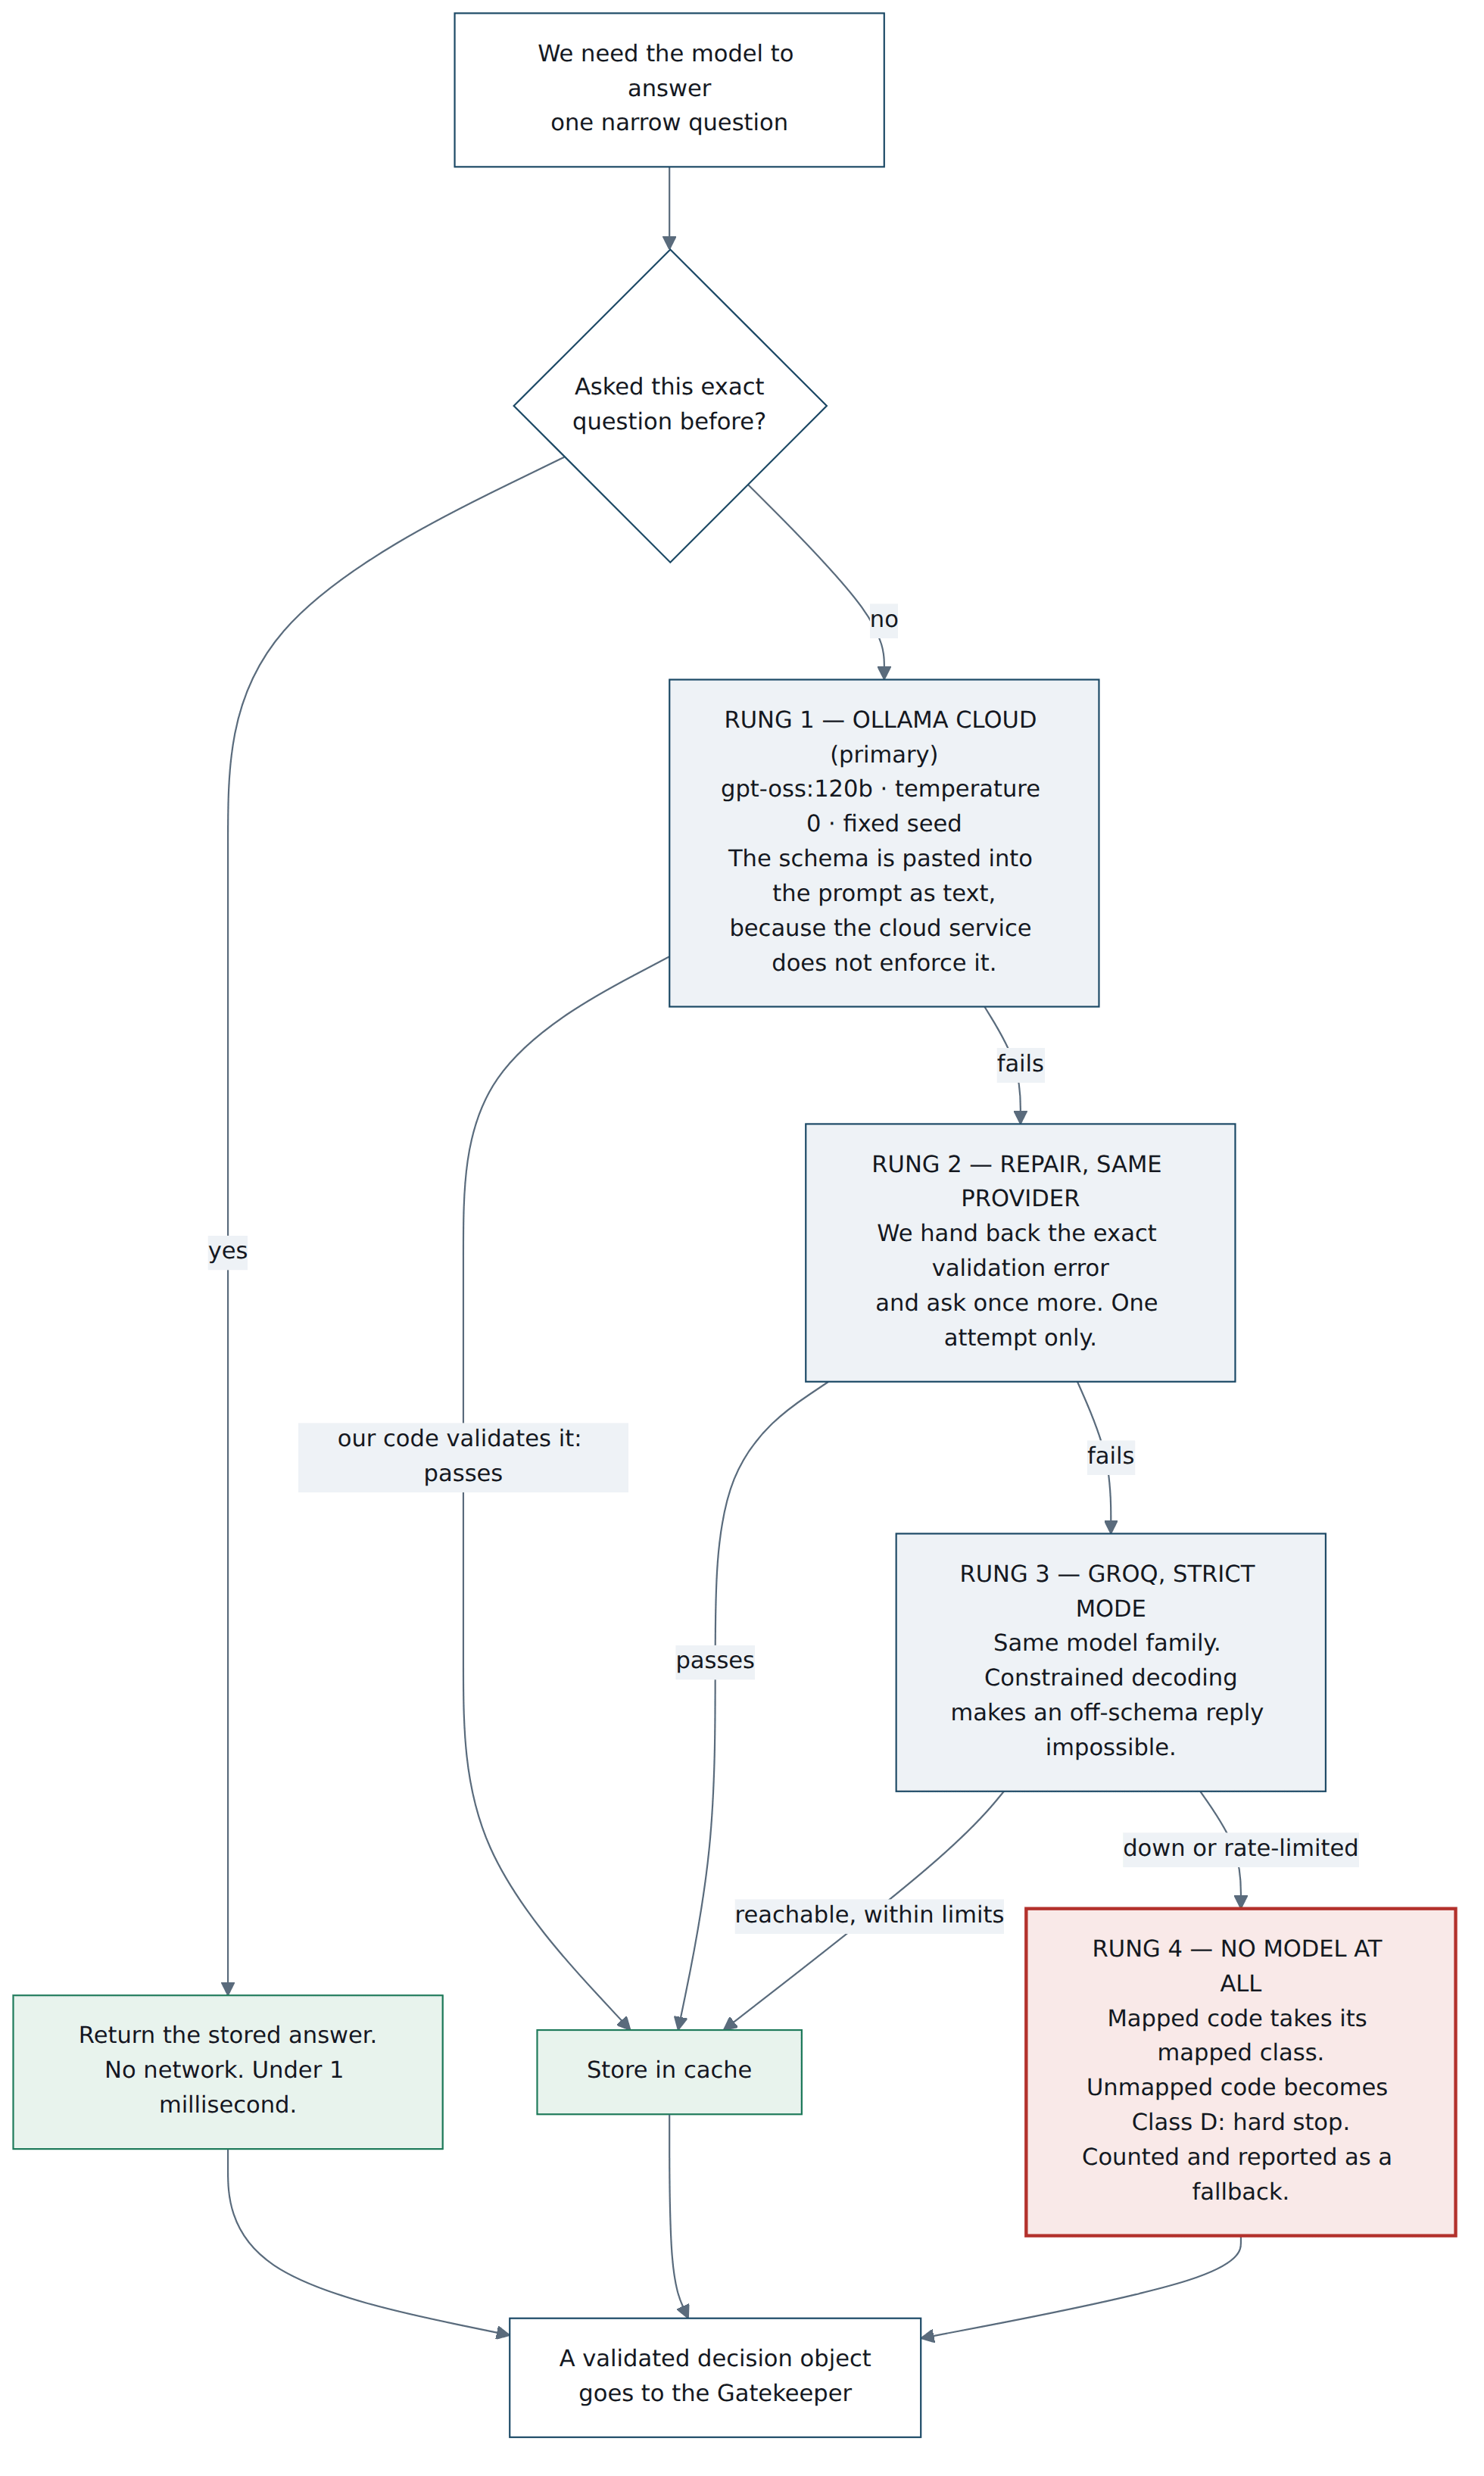 We need the model to
answer
one narrow question
Asked this exact
question before?
no
RUNG 1 — OLLAMA CLOUD
(primary)
gpt-oss:120b · temperature
0 · fixed seed
The schema is pasted into
the prompt as text,
because the cloud service
does not enforce it.
fails
RUNG 2 — REPAIR, SAME
PROVIDER
We hand back the exact
validation error
and ask once more. One
attempt only.
yes
our code validates it:
passes
fails
RUNG 3 — GROQ, STRICT
MODE
Same model family.
Constrained decoding
makes an off-schema reply
impossible.
passes
down or rate-limited
reachable, within limits
RUNG 4 — NO MODEL AT
ALL
Mapped code takes its
mapped class.
Unmapped code becomes
Class D: hard stop.
Counted and reported as a
fallback.
Return the stored answer.
No network. Under 1
millisecond.
Store in cache
A validated decision object
goes to the Gatekeeper